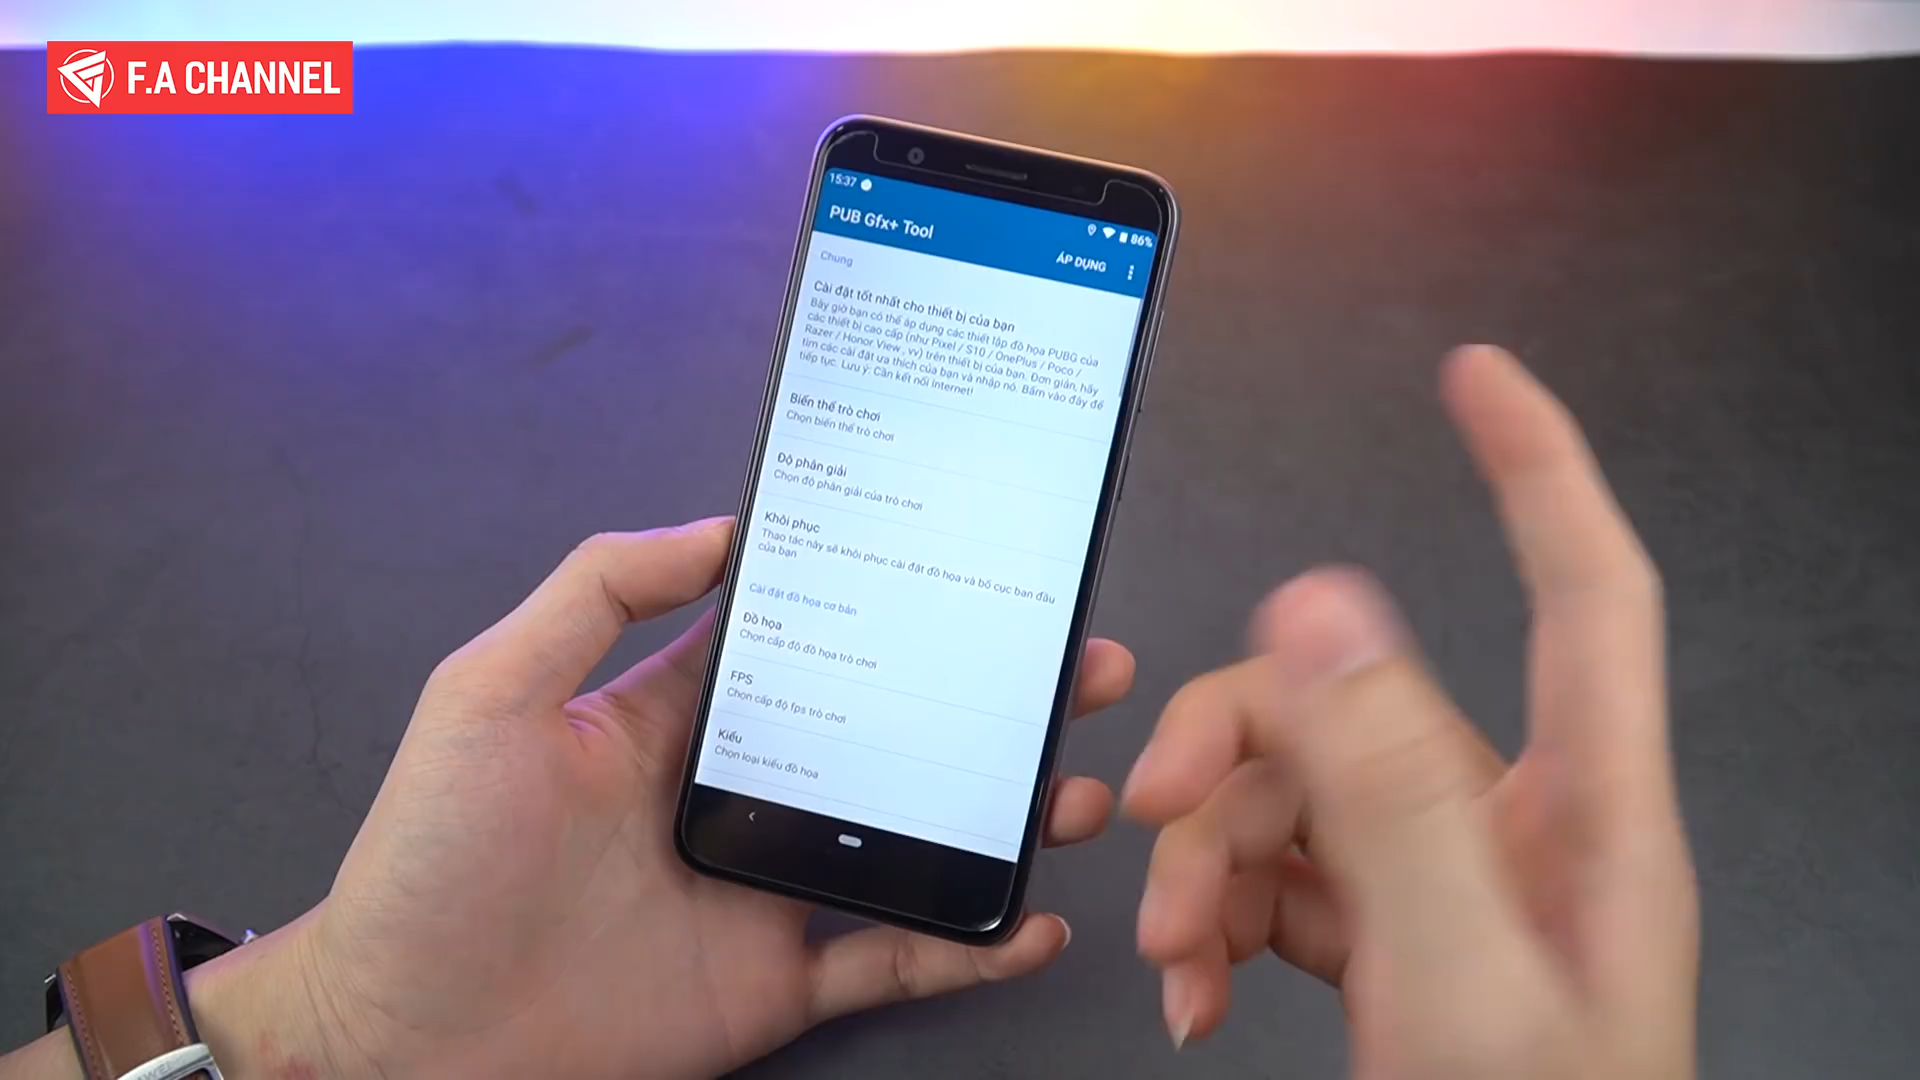 F.A CHANNEL
15:37
86%
PUB Gfx+ Tool
ÁP DỤNG
Chung
Cài đặt tốt nhất cho thiết bị của bạn
Bây giờ bạn có thể áp dụng các thiết lập đồ họa PUBG của
các thiết bị cao cấp (như Pixel / S10 / OnePlus / Poco /
Razer / Honor View , vv) trên thiết bị của bạn. Đơn giản, hãy
tìm các cài đặt ưa thích của bạn và nhập nó. Bấm vào đây để
tiếp tục. Lưu ý: Cần kết nối internet!
Biến thể trò chơi
Chọn biến thể trò chơi
Độ phân giải
Chọn độ phân giải của trò chơi
Khôi phục
Thao tác này sẽ khôi phục cài đặt đồ họa và bố cục ban đầu
của bạn
Cài đặt đồ họa cơ bản
Đồ họa
Chọn cấp độ đồ họa trò chơi
FPS
Chọn cấp độ fps trò chơi
Kiểu
Chọn loại kiểu đồ họa